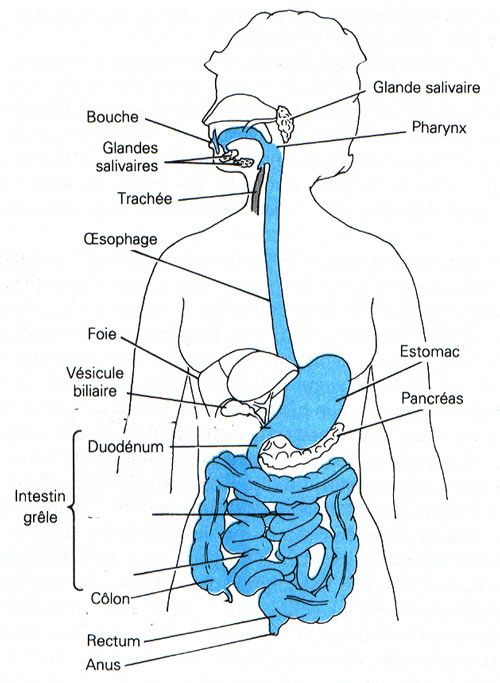 Glande salivaire
Bouche
Pharynx
Glandes
salivaires
Trachée
Œsophage
Foie
Estomac
Vésicule
biliaire
Pancréas
Duodénum
Intestin
grêle
Côlon
Rectum
Anus